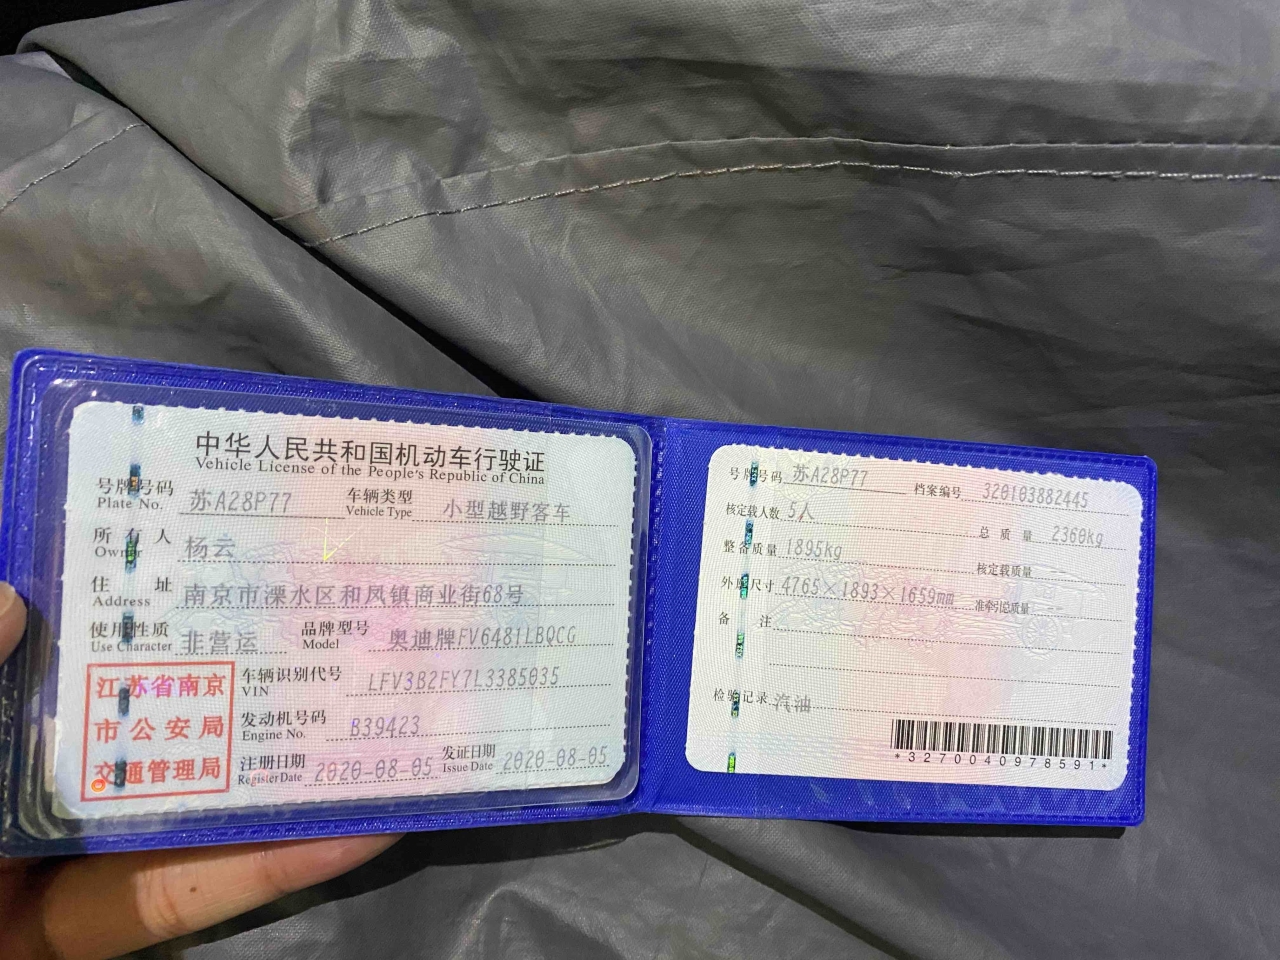 中华人民共和国机动车行驶证
Vehicle License of the People's Republic of China
号牌号码 苏A28P77 车辆类型 小型越野客车
Plate No. Vehicle Type
所有人 杨云
Owner
住址 南京市溧水区和凤镇商业街68号
Address
使用性质 非营运 品牌型号 奥迪牌FV6481LBQCG
Use Character Model
江苏省南京
市公安局
交通管理局
车辆识别代号 LFV3B2FY7L3385035
VIN
发动机号码 B39423
Engine No.
注册日期 2020-08-05 发证日期 2020-08-05
Register Date Issue Date
号牌号码 苏A28P77 档案编号 320103882445
核定载人数 5人 总质量 2360kg
整备质量 1895kg 核定载质量
外廓尺寸 4765×1893×1659mm 准牵引总质量
备注
检验记录 汽油
*3270040978591*